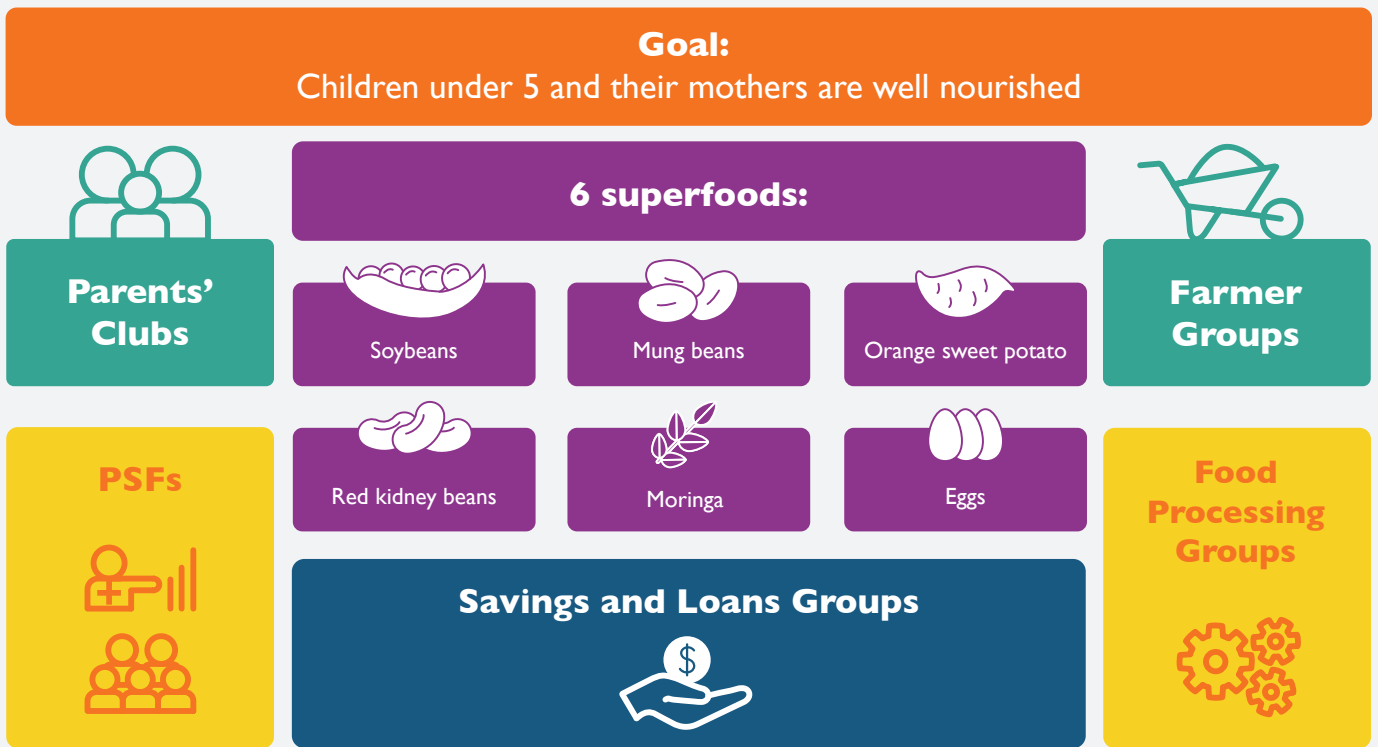 Goal:
Children under 5 and their mothers are well nourished
6 superfoods:
Parents’
Clubs
Soybeans
Mung beans
Orange sweet potato
Farmer
Groups
PSFs
Red kidney beans
Moringa
Eggs
Food
Processing
Groups
Savings and Loans Groups
$